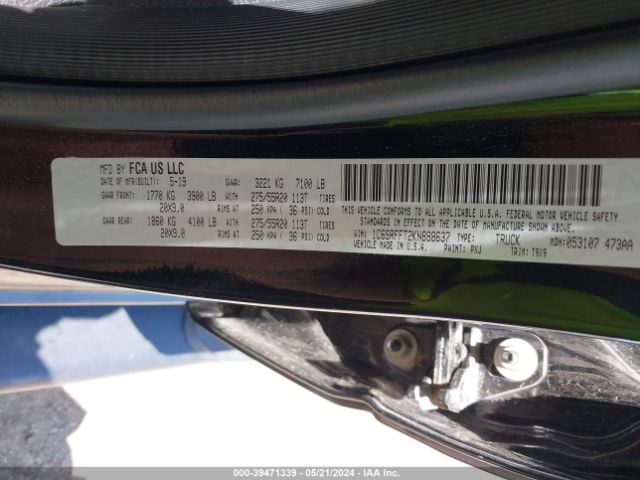 MFD BY FCA US LLC
DATE OF MFR(BUILT): 5-19 GVWR: 3221 KG 7100 LB
GAWR FRONT: 1770 KG 3900 LB WITH 275/55R20 113T TIRES
20X9.0 RIMS AT 250 KPA ( 36 PSI) COLD
GAWR REAR: 1860 KG 4100 LB WITH 275/55R20 113T TIRES
20X9.0 RIMS AT 250 KPA ( 36 PSI) COLD
THIS VEHICLE CONFORMS TO ALL APPLICABLE U.S.A. FEDERAL MOTOR VEHICLE SAFETY
STANDARDS IN EFFECT ON THE DATE OF MANUFACTURE SHOWN ABOVE.
VIN: 1C6SRFFT2KN888637 TYPE: TRUCK MDH: 053107 473AA
VEHICLE MADE IN U.S.A. PAINT: PXJ TRIM: T9X9
000-39471339 - 05/21/2024 - IAA Inc.